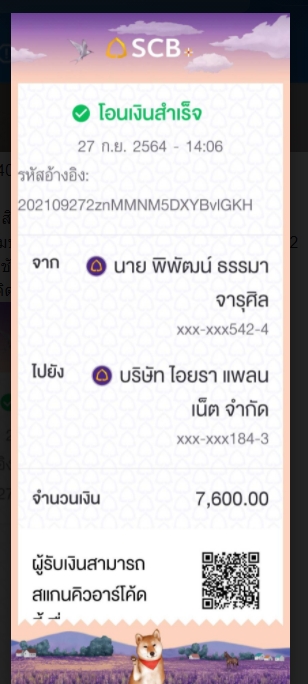 SCB
โอนเงินสำเร็จ
27 ก.ย. 2564 - 14:06
รหัสอ้างอิง:
202109272znMMNM5DXYBvlGKH
จาก นาย พิพัฒน์ ธรรมา
จารุศิล
xxx-xxx542-4
ไปยัง บริษัท ไอยรา แพลน
เน็ต จำกัด
xxx-xxx184-3
จำนวนเงิน 7,600.00
ผู้รับเงินสามารถ
สแกนคิวอาร์โค้ด